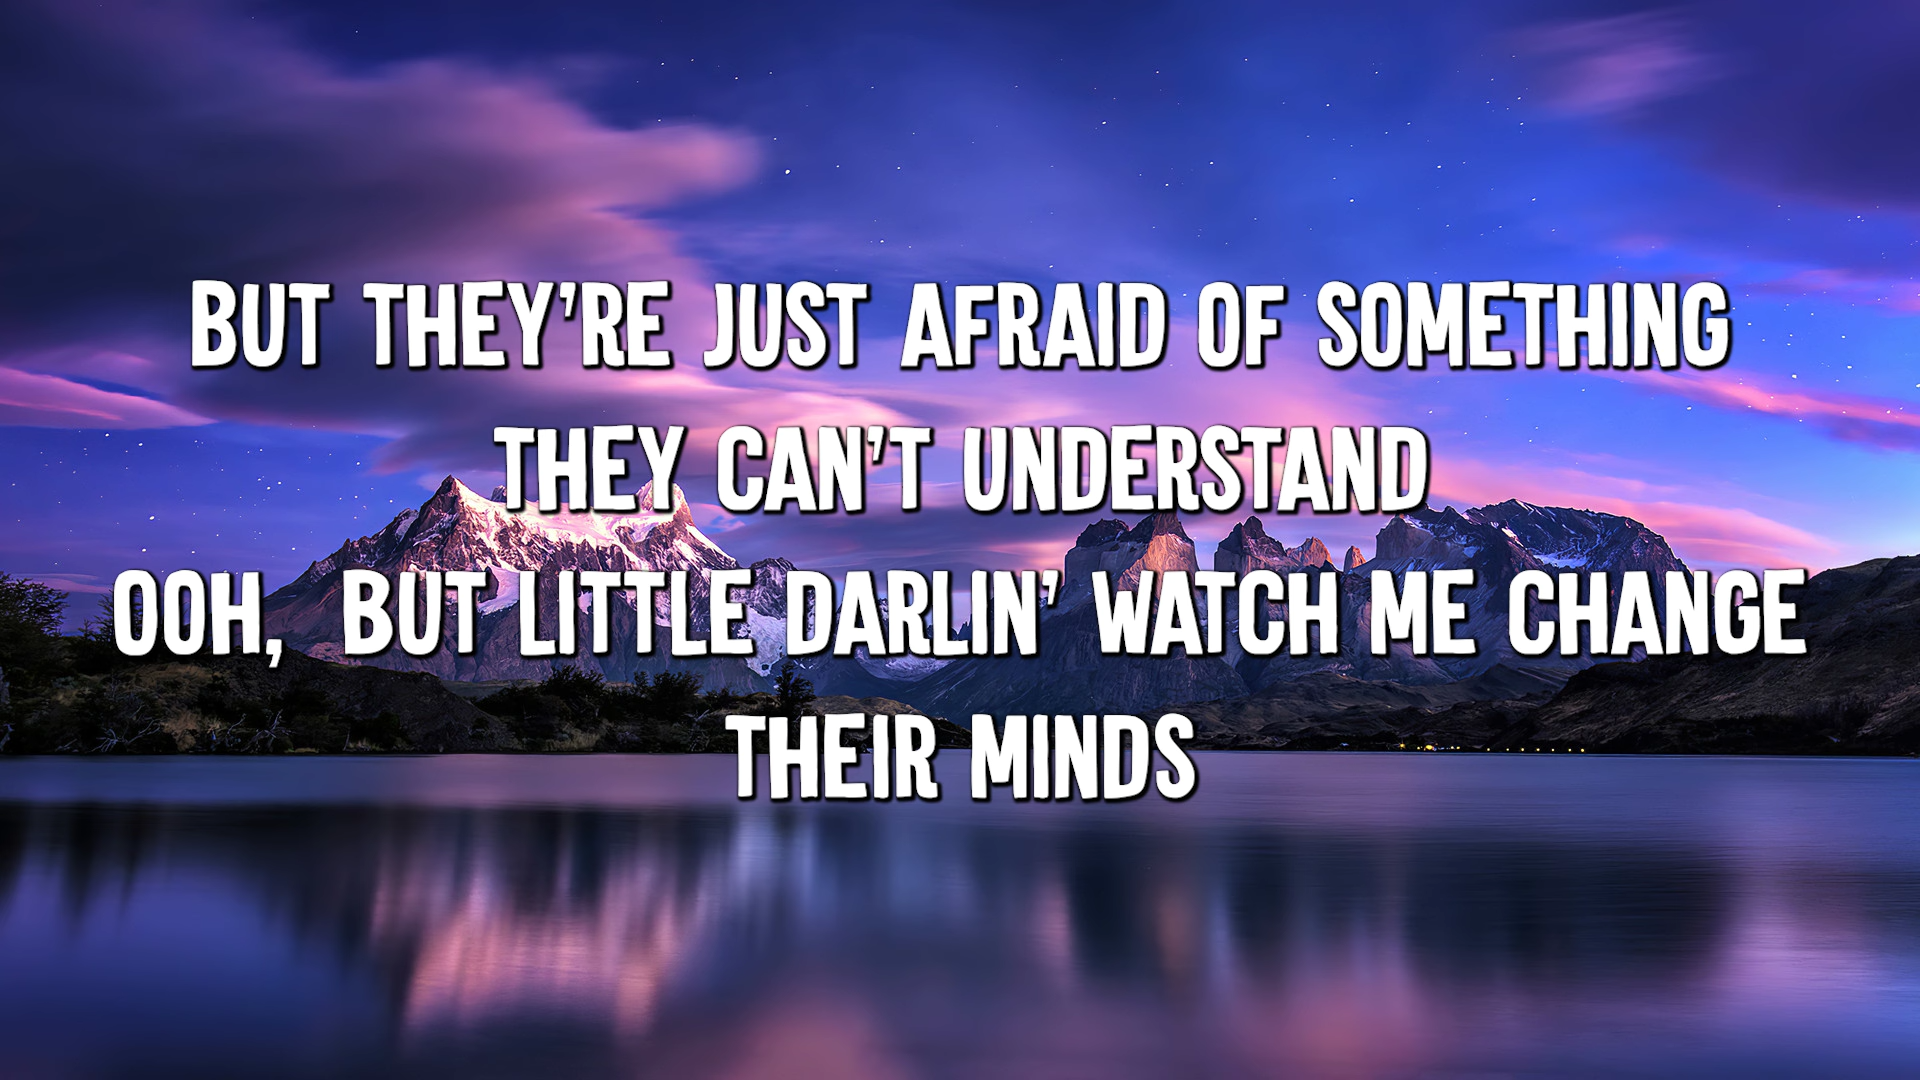 BUT THEY'RE JUST AFRAID OF SOMETHING
THEY CAN'T UNDERSTAND
OOH, BUT LITTLE DARLIN' WATCH ME CHANGE
THEIR MINDS